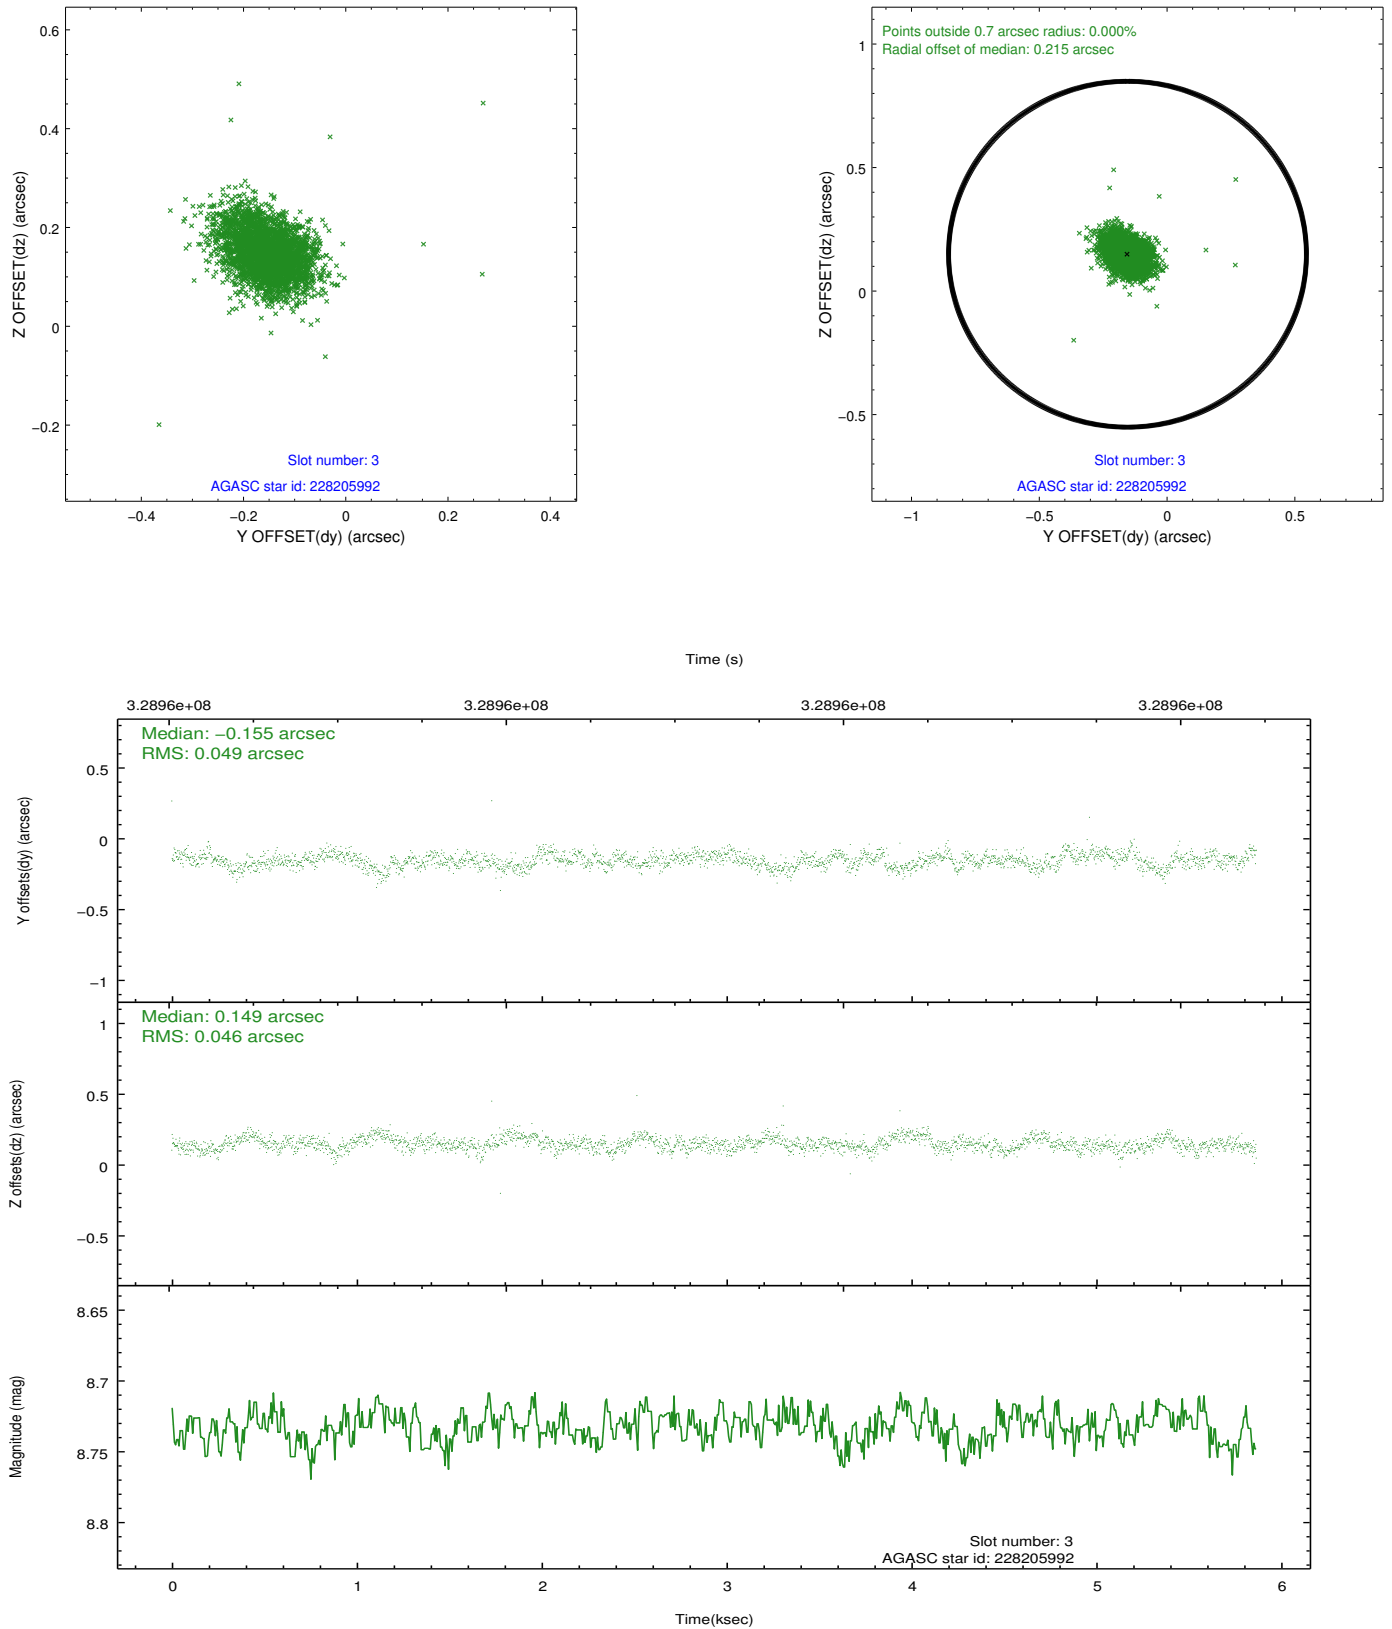 0.6
0.4
0.2
0
−0.2
−0.4
−0.2
0
0.2
0.4
Z OFFSET(dz) (arcsec)
Y OFFSET(dy) (arcsec)
Slot number: 3
AGASC star id: 228205992
Points outside 0.7 arcsec radius: 0.000%
Radial offset of median: 0.215 arcsec
1
0.5
0
−0.5
−1
−0.5
0
0.5
Z OFFSET(dz) (arcsec)
Y OFFSET(dy) (arcsec)
Slot number: 3
AGASC star id: 228205992
Time (s)
3.2896e+08 3.2896e+08 3.2896e+08 3.2896e+08
Median: −0.155 arcsec
RMS: 0.049 arcsec
0.5
0
−0.5
−1
Y offsets(dy) (arcsec)
Median: 0.149 arcsec
RMS: 0.046 arcsec
1
0.5
0
−0.5
Z offsets(dz) (arcsec)
8.65
8.7
8.75
8.8
Magnitude (mag)
Slot number: 3
AGASC star id: 228205992
0 1 2 3 4 5 6
Time(ksec)